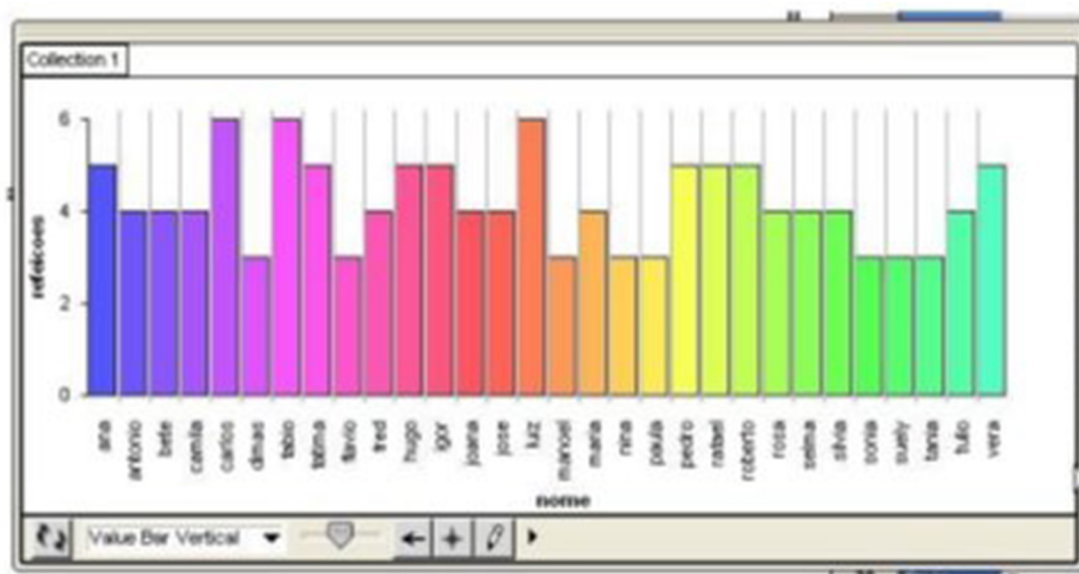 Collection 1
6
4
2
0
refeicoes
ana
antonio
bete
camila
carlos
dimas
fabio
fatima
flavio
fred
hugo
igor
joana
jose
luiz
manoel
maria
nina
paula
pedro
rafael
roberto
rosa
selma
silvia
sonia
suely
tania
tulio
vera
nome
Value Bar Vertical